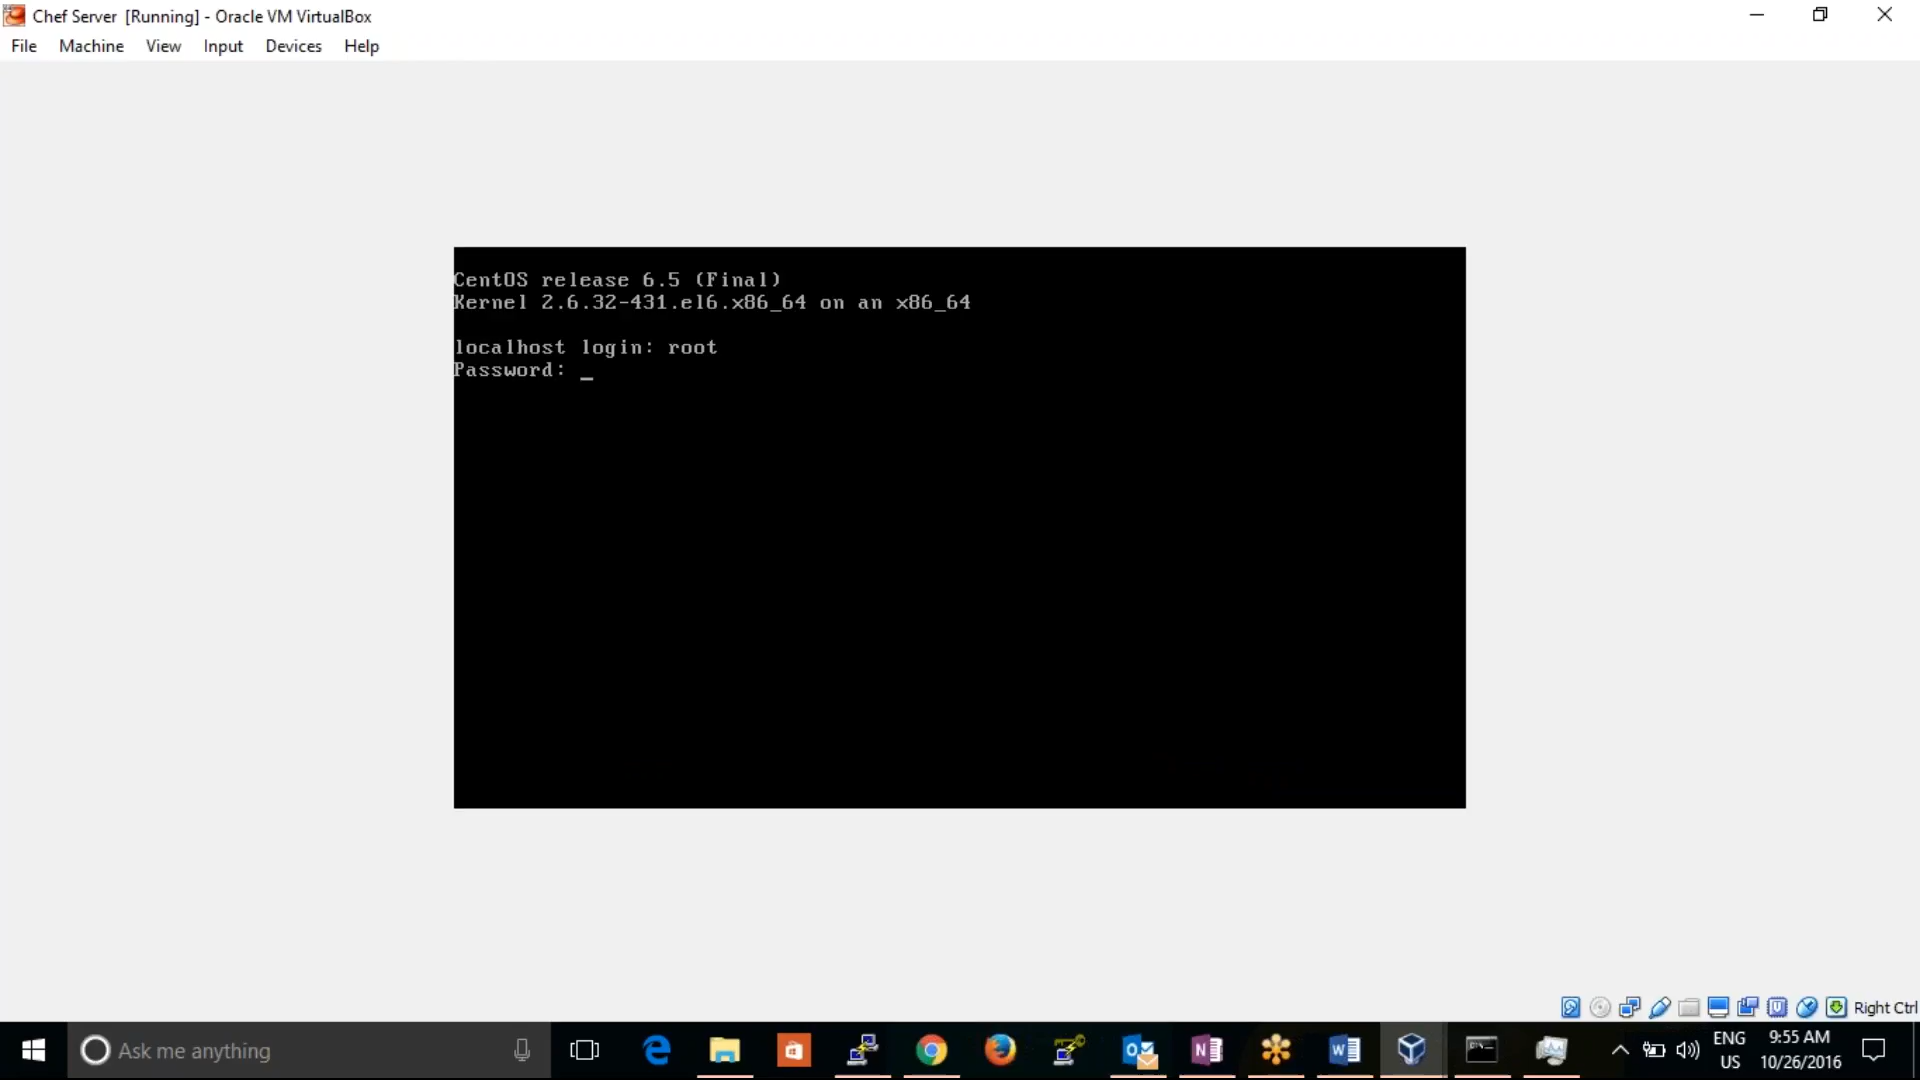 Chef Server [Running] - Oracle VM VirtualBox
File Machine View Input Devices Help
CentOS release 6.5 (Final)
Kernel 2.6.32-431.el6.x86_64 on an x86_64
localhost login: root
Password: _
Right Ctrl
Ask me anything
ENG
US
9:55 AM
10/26/2016